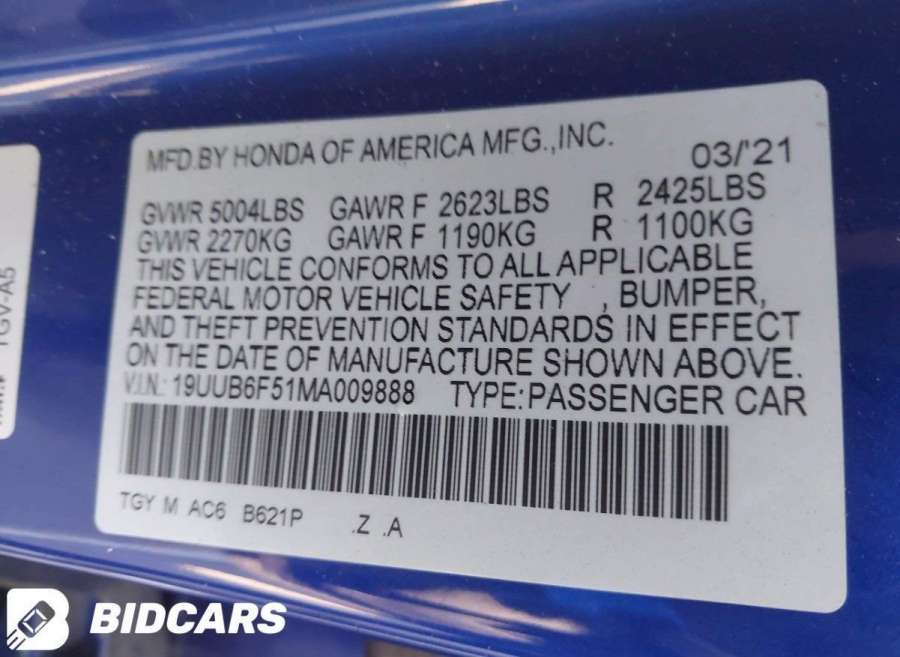 MFD.BY HONDA OF AMERICA MFG.,INC. 03/'21
GVWR 5004LBS GAWR F 2623LBS R 2425LBS
GVWR 2270KG GAWR F 1190KG R 1100KG
THIS VEHICLE CONFORMS TO ALL APPLICABLE
FEDERAL MOTOR VEHICLE SAFETY , BUMPER,
AND THEFT PREVENTION STANDARDS IN EFFECT
ON THE DATE OF MANUFACTURE SHOWN ABOVE.
V.I.N.: 19UUB6F51MA009888 TYPE:PASSENGER CAR
TGY M AC6 B621P .Z .A
TGV-A5
BIDCARS